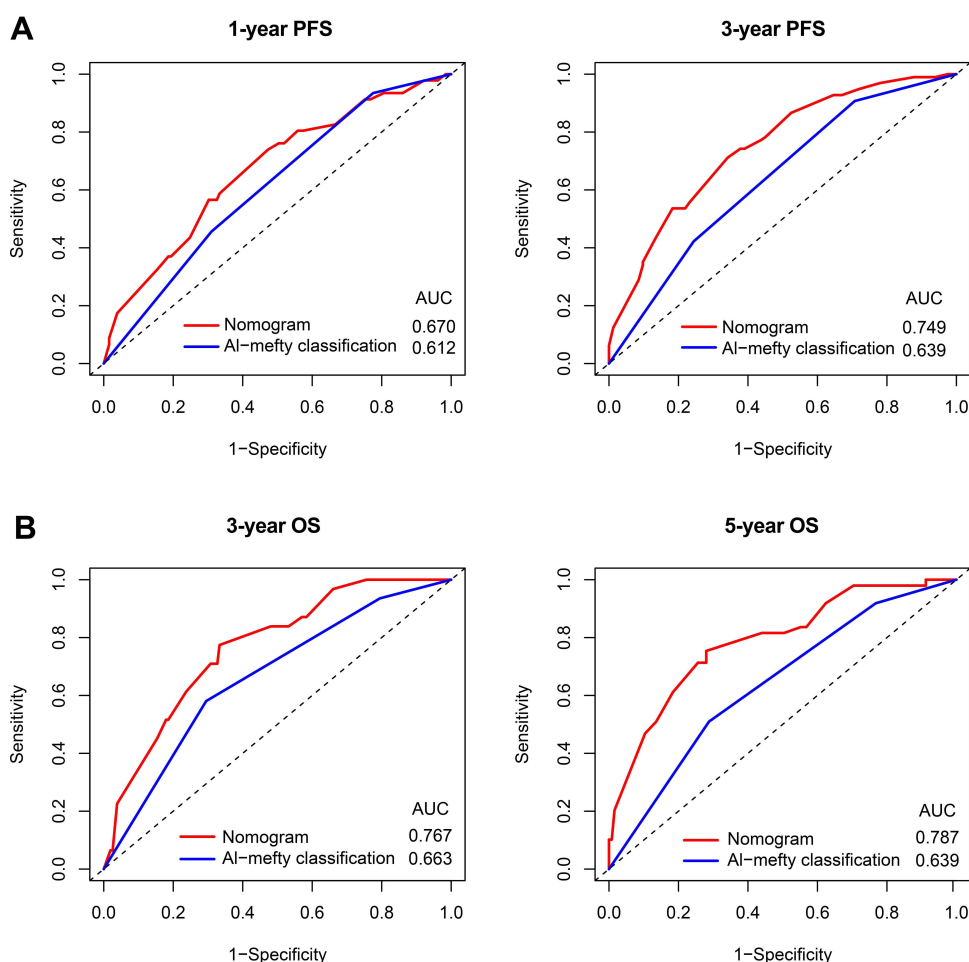 A
1-year PFS
3-year PFS
Sensitivity
0.0 0.2 0.4 0.6 0.8 1.0
AUC
Nomogram 0.670
Al−mefty classification 0.612
0.0 0.2 0.4 0.6 0.8 1.0
1−Specificity
Sensitivity
0.0 0.2 0.4 0.6 0.8 1.0
AUC
Nomogram 0.749
Al−mefty classification 0.639
0.0 0.2 0.4 0.6 0.8 1.0
1−Specificity
B
3-year OS
5-year OS
Sensitivity
0.0 0.2 0.4 0.6 0.8 1.0
AUC
Nomogram 0.767
Al−mefty classification 0.663
0.0 0.2 0.4 0.6 0.8 1.0
1−Specificity
Sensitivity
0.0 0.2 0.4 0.6 0.8 1.0
AUC
Nomogram 0.787
Al−mefty classification 0.639
0.0 0.2 0.4 0.6 0.8 1.0
1−Specificity